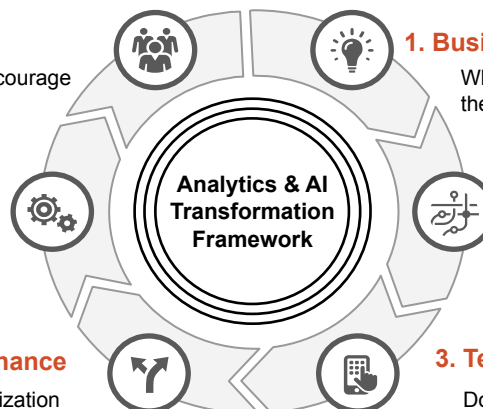 1. Busi
courage
Wh
the
Analytics & AI
Transformation
Framework
nance
3. Te
ization
Do